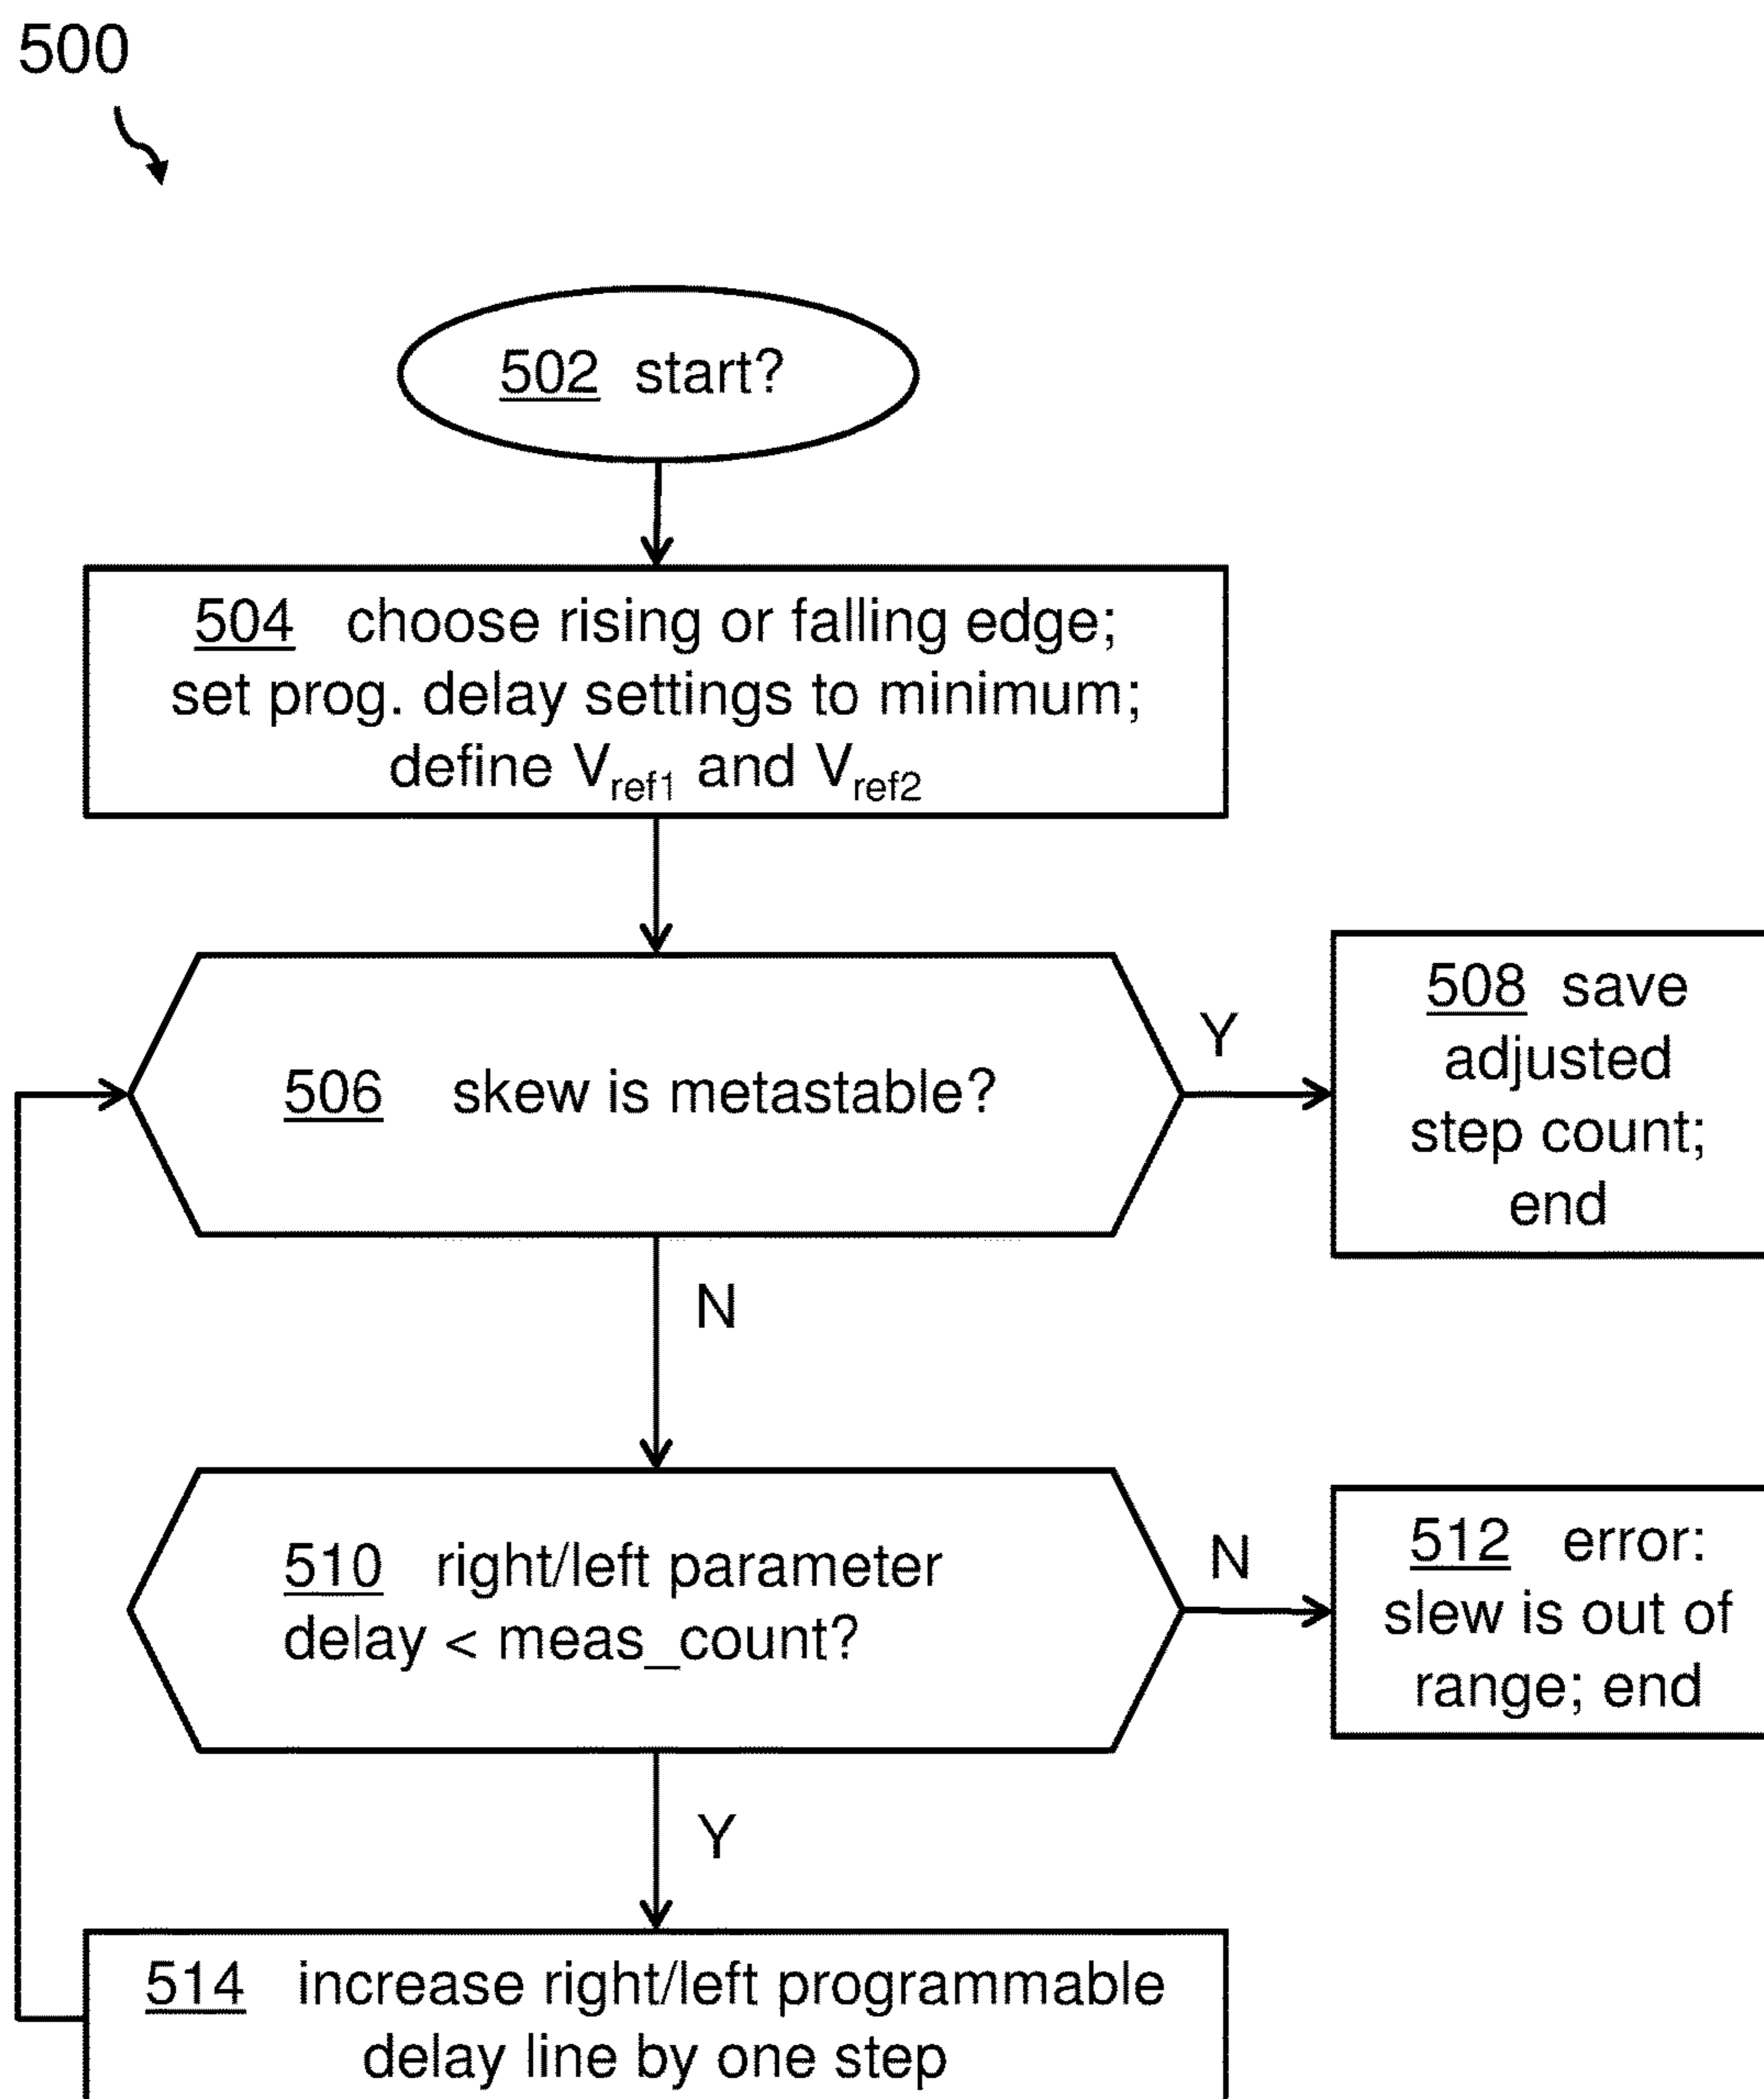 500
502 start?
504 choose rising or falling edge;
set prog. delay settings to minimum;
define Vref1 and Vref2
506 skew is metastable?
Y
508 save
adjusted
step count;
end
N
510 right/left parameter
delay < meas_count?
N
512 error:
slew is out of
range; end
Y
514 increase right/left programmable
delay line by one step